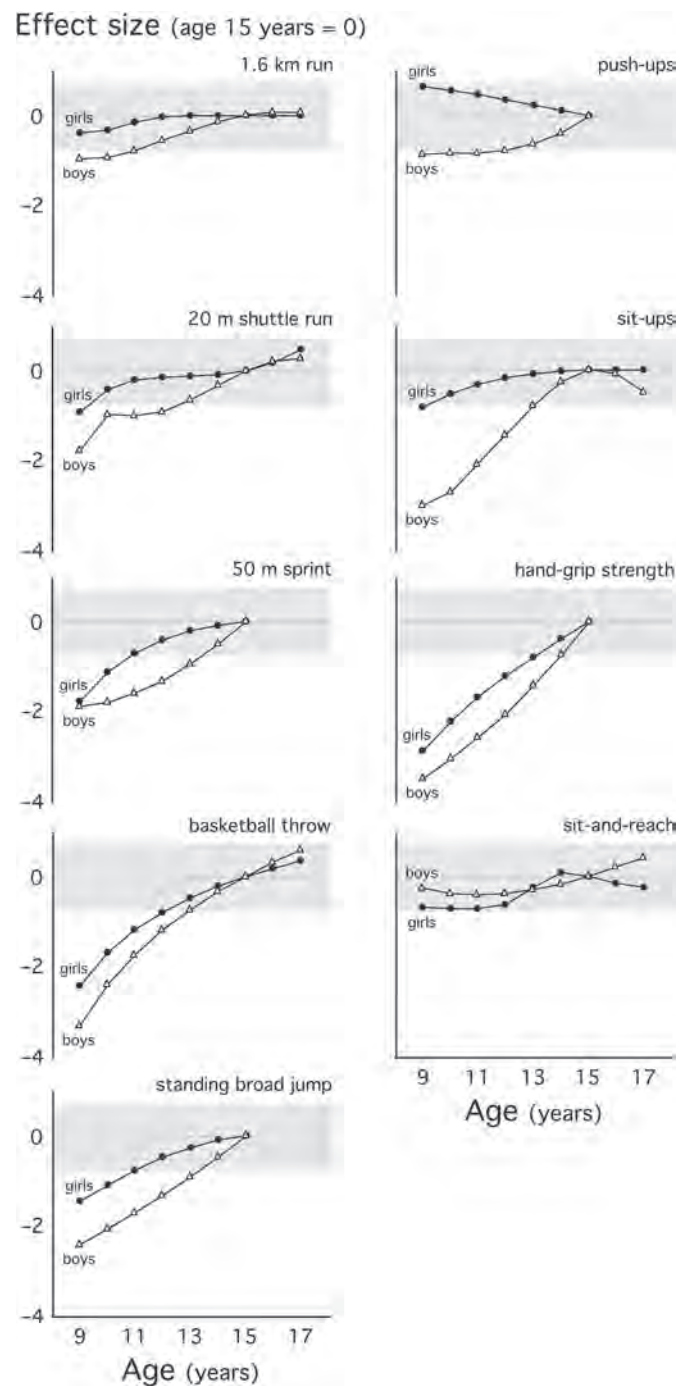 Effect size (age 15 years = 0)
1.6 km run
0
−2
−4
girls
boys
push-ups
girls
boys
20 m shuttle run
0
−2
−4
girls
boys
sit-ups
girls
boys
50 m sprint
0
−2
−4
girls
boys
hand-grip strength
girls
boys
basketball throw
0
−2
−4
girls
boys
sit-and-reach
boys
girls
9 11 13 15 17
Age (years)
standing broad jump
0
−2
−4
girls
boys
9 11 13 15 17
Age (years)